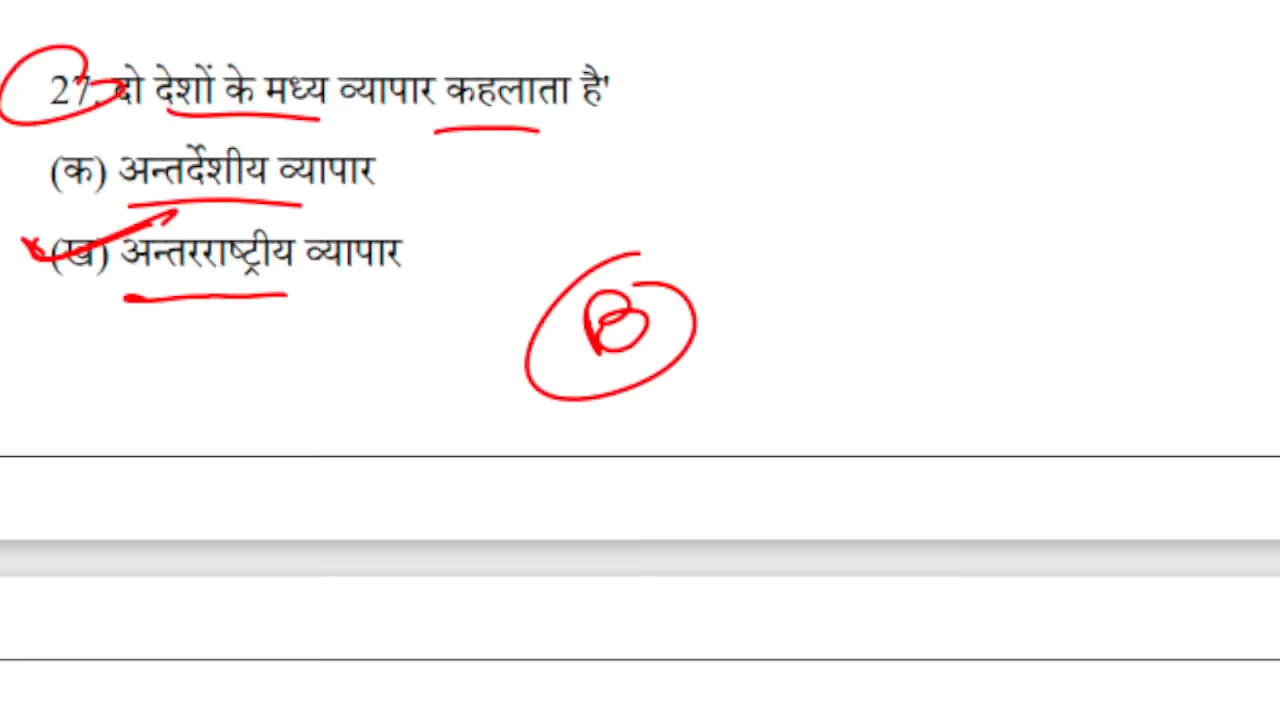 27. दो देशों के मध्य व्यापार कहलाता है'
(क) अन्तर्देशीय व्यापार
(ख) अन्तरराष्ट्रीय व्यापार
B